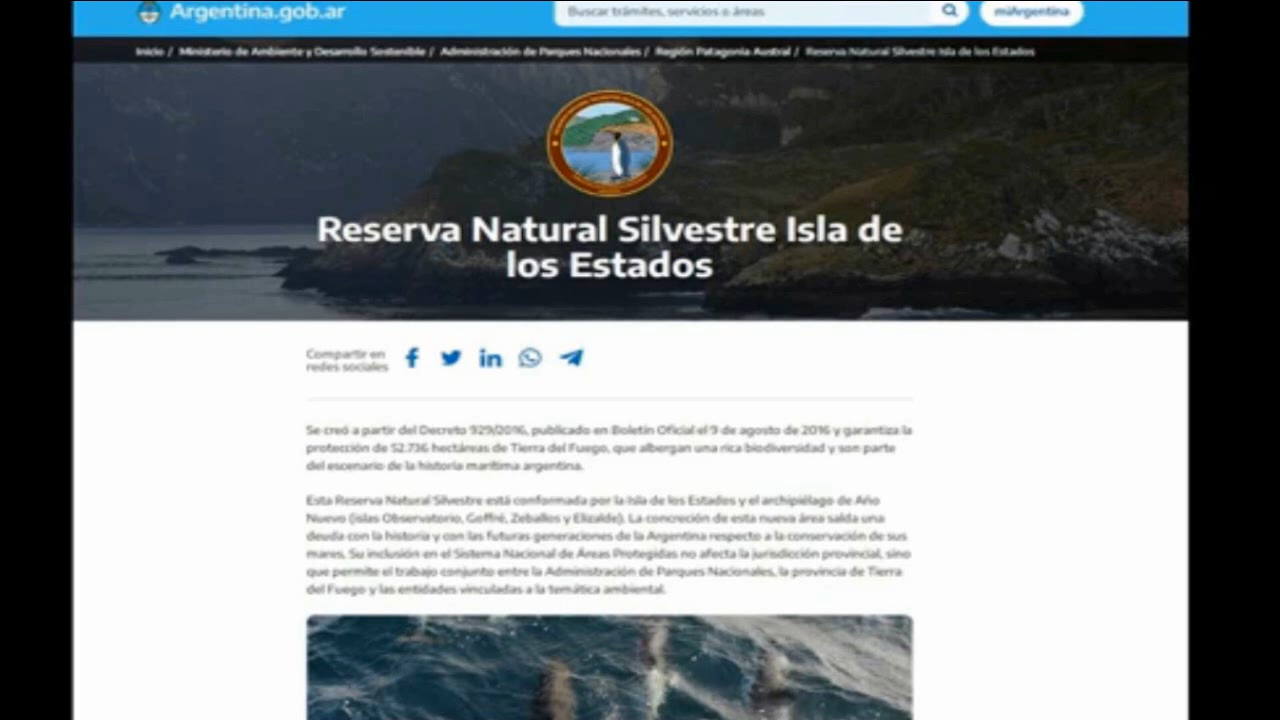 Argentina.gob.ar
Buscar trámites, servicios o áreas
miArgentina
Inicio / Ministerio de Ambiente y Desarrollo Sostenible / Administración de Parques Nacionales / Región Patagonia Austral / Reserva Natural Silvestre Isla de los Estados
Reserva Natural Silvestre Isla de
los Estados
Compartir en
redes sociales
Se creó a partir del Decreto 929/2016, publicado en Boletín Oficial el 9 de agosto de 2016 y garantiza la
protección de 52.736 hectáreas de Tierra del Fuego, que albergan una rica biodiversidad y son parte
del escenario de la historia marítima argentina.
Esta Reserva Natural Silvestre está conformada por la Isla de los Estados y el archipiélago de Año
Nuevo (islas Observatorio, Goffré, Zeballos y Elizalde). La concreción de esta nueva área salda una
deuda con la historia y con las futuras generaciones de la Argentina respecto a la conservación de sus
mares. Su inclusión en el Sistema Nacional de Áreas Protegidas no afecta la jurisdicción provincial, sino
que permite el trabajo conjunto entre la Administración de Parques Nacionales, la provincia de Tierra
del Fuego y las entidades vinculadas a la temática ambiental.